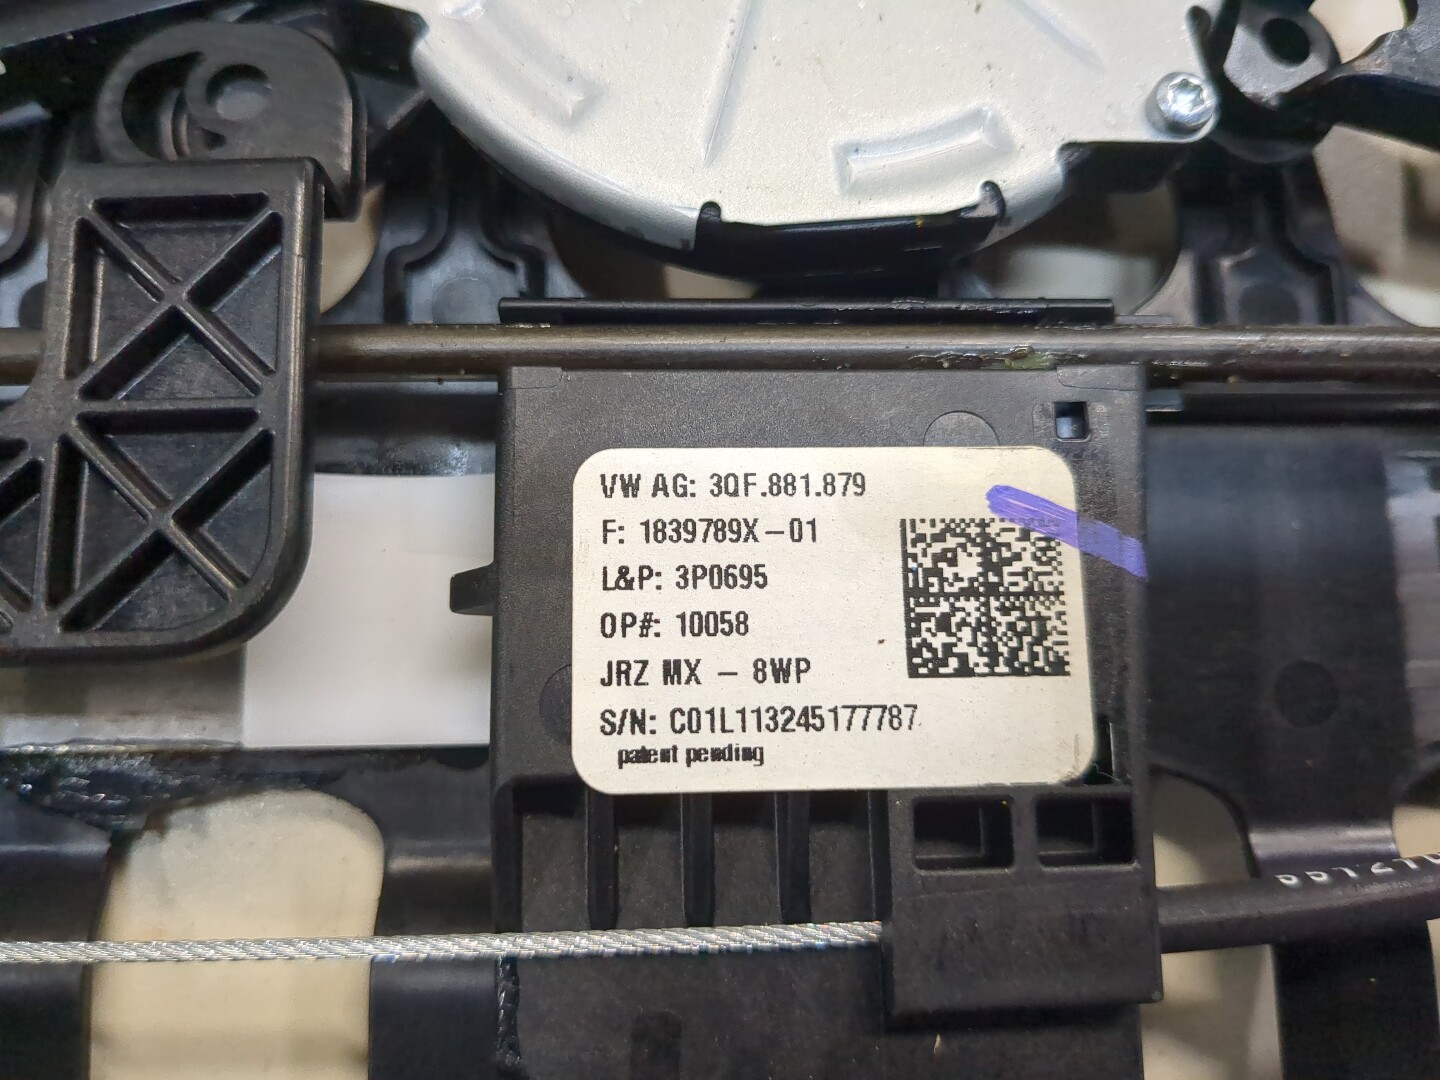 VW AG: 3QF.881.879
F: 1839789X-01
L&P: 3P0695
OP#: 10058
JRZ MX - 8WP
S/N: C01L113245177787
patent pending